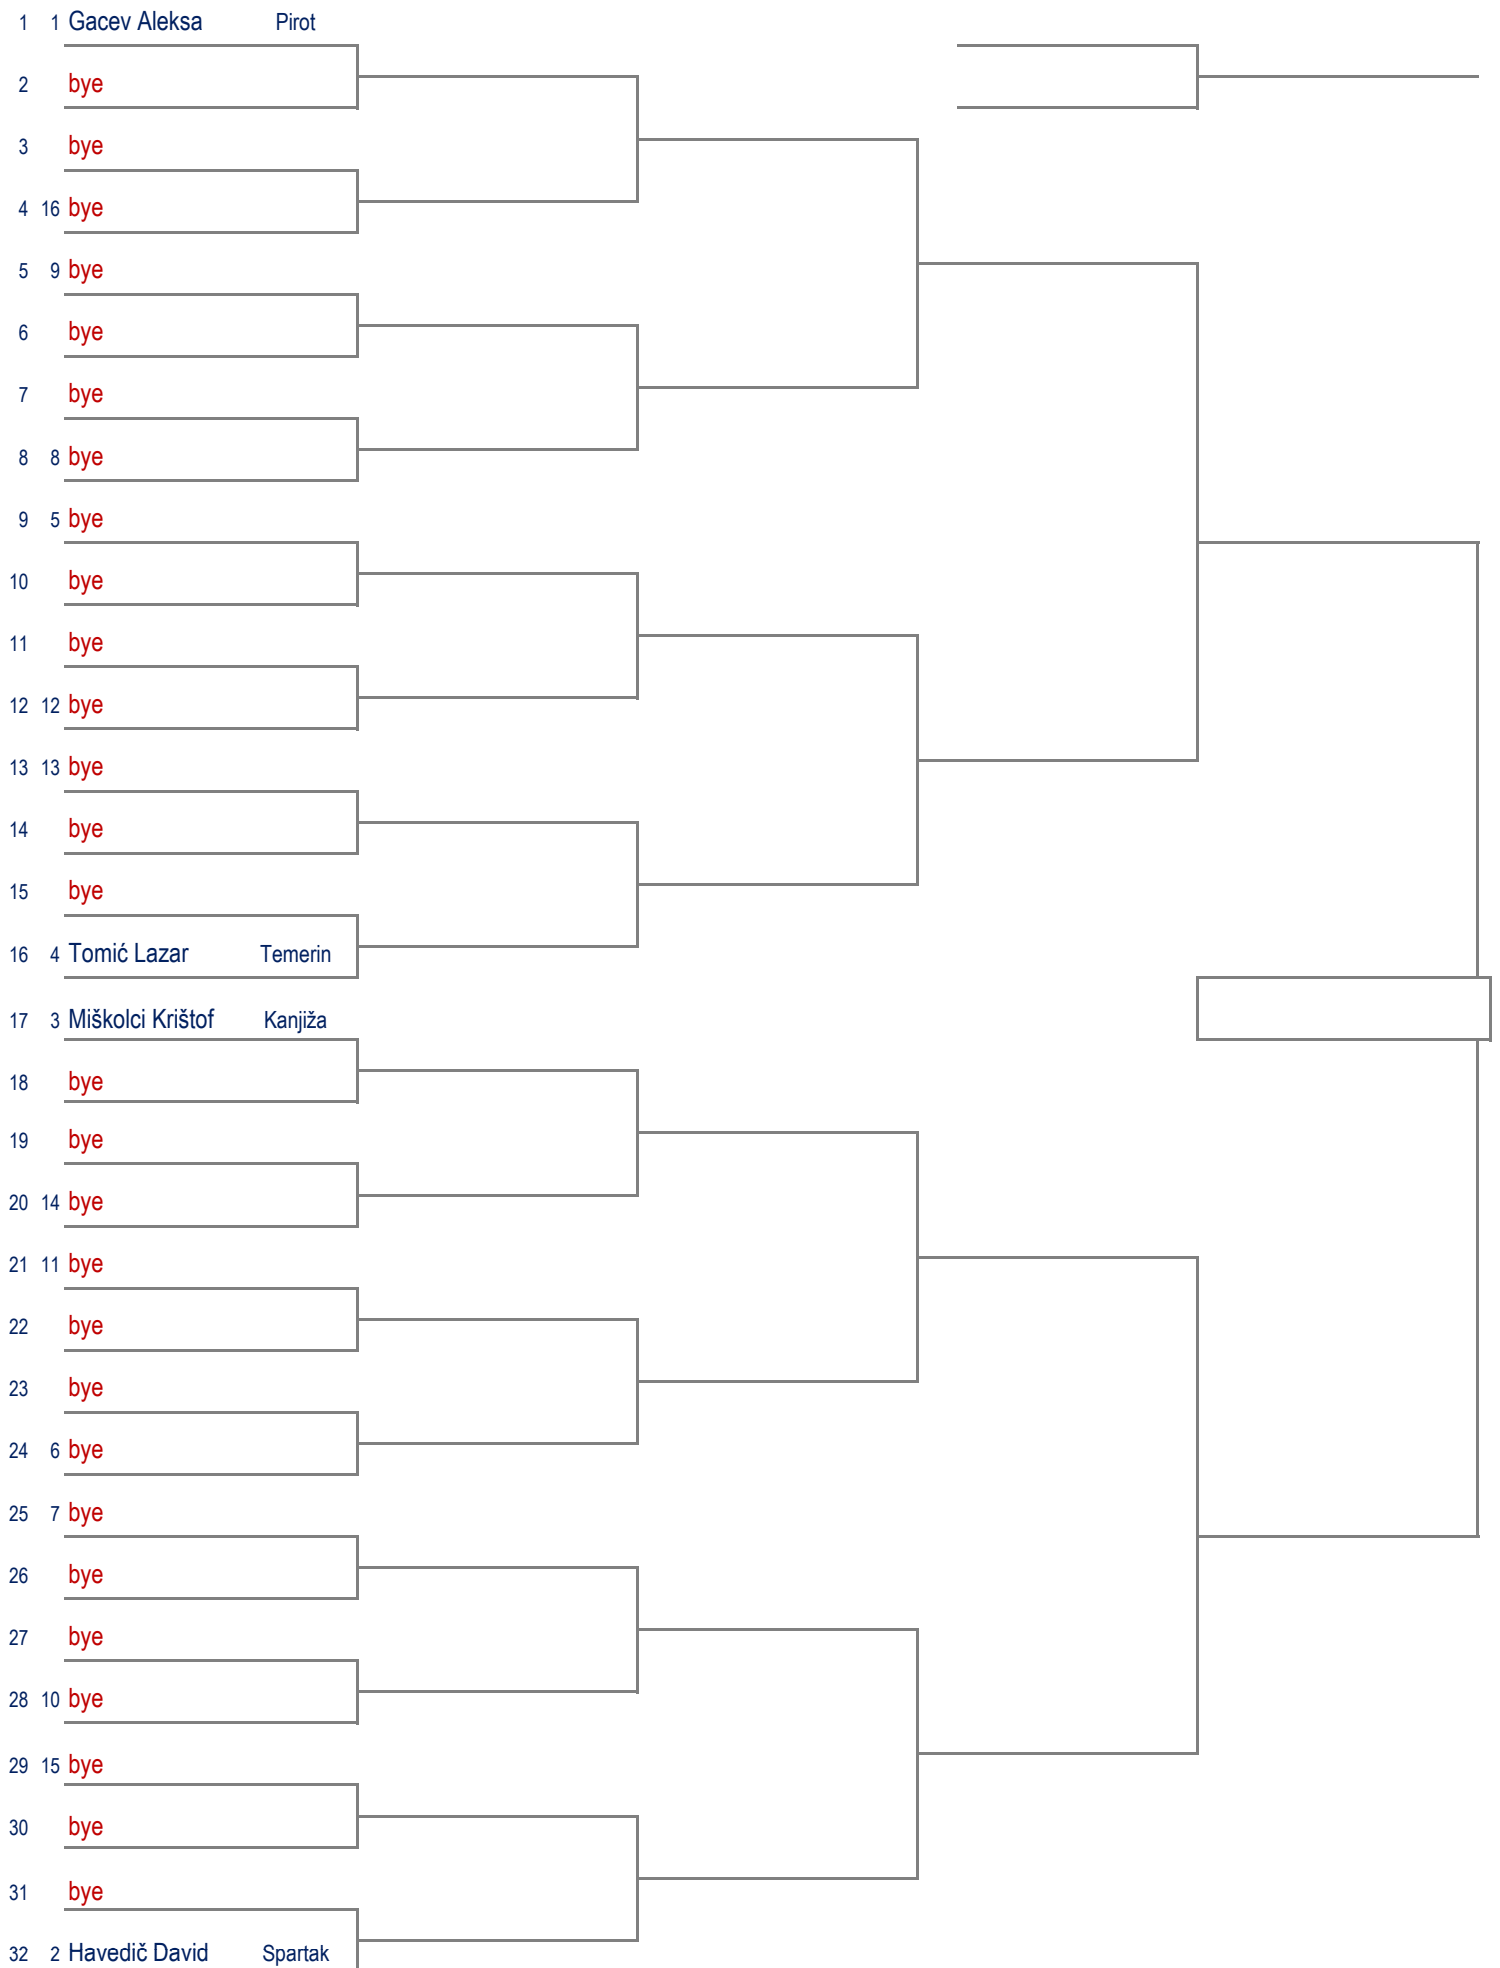 1 1 Gacev Aleksa Pirot
2 bye
3 bye
4 16 bye
5 9 bye
6 bye
7 bye
8 8 bye
9 5 bye
10 bye
11 bye
12 12 bye
13 13 bye
14 bye
15 bye
16 4 Tomić Lazar Temerin
17 3 Miškolci Krištof Kanjiža
18 bye
19 bye
20 14 bye
21 11 bye
22 bye
23 bye
24 6 bye
25 7 bye
26 bye
27 bye
28 10 bye
29 15 bye
30 bye
31 bye
32 2 Havedič David Spartak